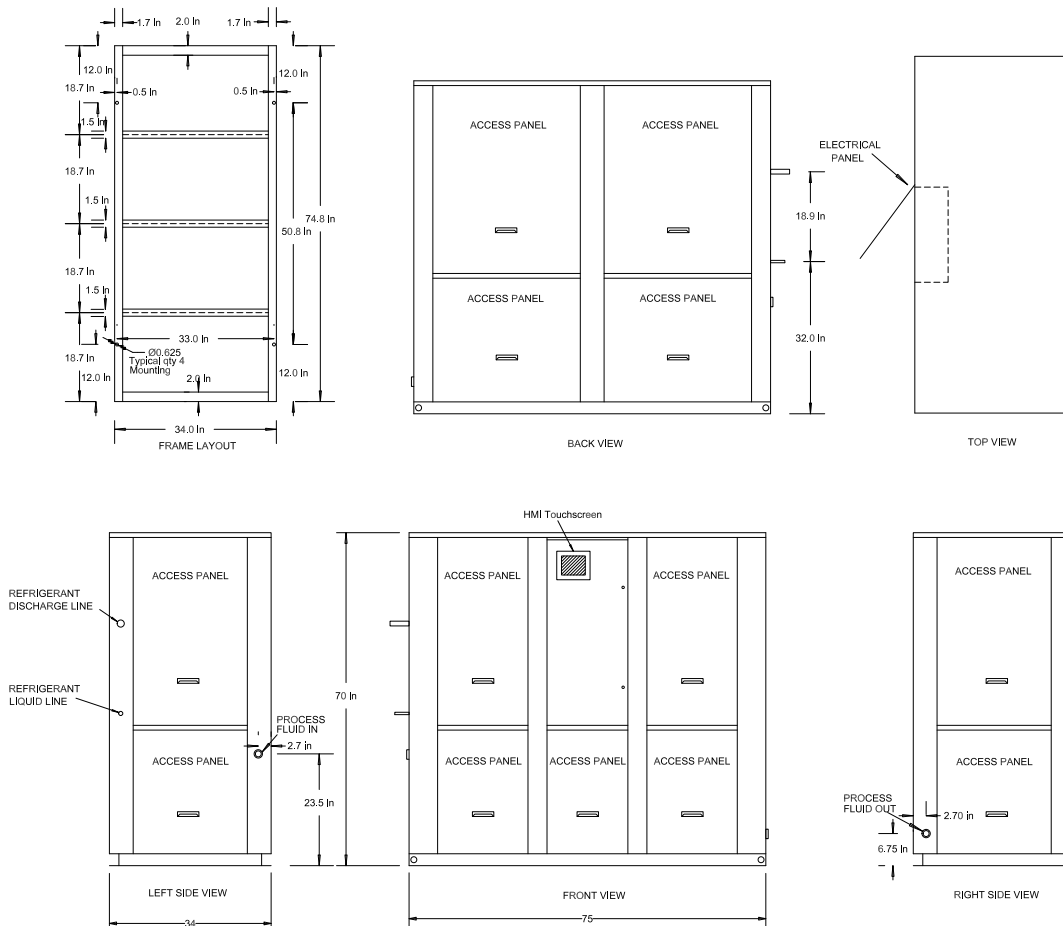 1.7 In
2.0 In
1.7 In
12.0 In
12.0 In
18.7 In
0.5 In
0.5 In
1.5 In
18.7 In
1.5 In
74.8 In
50.8 In
18.7 In
1.5 In
33.0 In
Ø0.625
Typical qty 4
Mounting
18.7 In
12.0 In
2.0 In
12.0 In
34.0 In
FRAME LAYOUT
ACCESS PANEL
ACCESS PANEL
ACCESS PANEL
ACCESS PANEL
18.9 In
32.0 In
BACK VIEW
ELECTRICAL
PANEL
TOP VIEW
REFRIGERANT
DISCHARGE LINE
REFRIGERANT
LIQUID LINE
ACCESS PANEL
ACCESS PANEL
PROCESS
FLUID IN
2.7 in
23.5 in
LEFT SIDE VIEW
34
HMI Touchscreen
70 In
ACCESS PANEL
ACCESS PANEL
ACCESS PANEL
ACCESS PANEL
ACCESS PANEL
FRONT VIEW
75
ACCESS PANEL
ACCESS PANEL
PROCESS
FLUID OUT
2.70 in
6.75 In
RIGHT SIDE VIEW